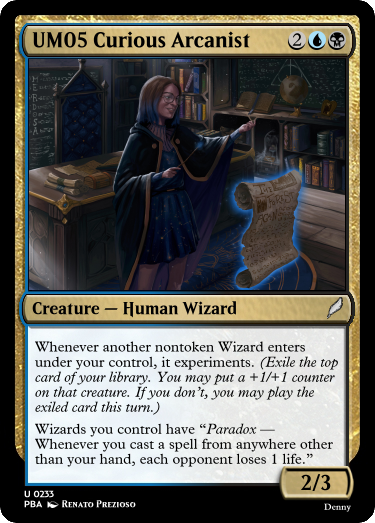 UM05 Curious Arcanist 2
Creature — Human Wizard
Whenever another nontoken Wizard enters
under your control, it experiments. (Exile the top
card of your library. You may put a +1/+1 counter
on that creature. If you don't, you may play the
exiled card this turn.)
Wizards you control have “Paradox —
Whenever you cast a spell from anywhere other
than your hand, each opponent loses 1 life.”
2/3
U 0233
PBA Renato Prezioso
Denny